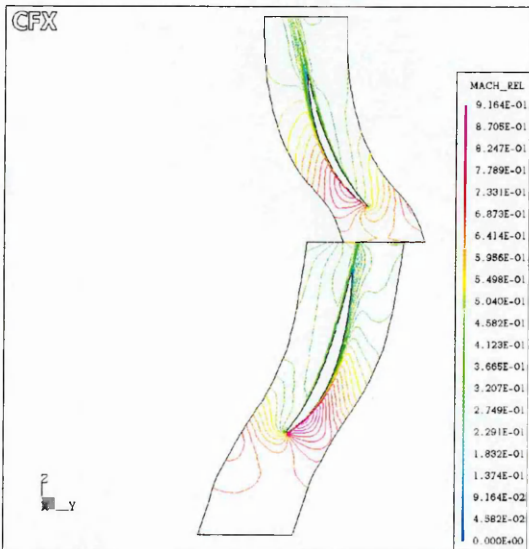 CFX
MACH_REL
9.164E-01
8.705E-01
8.247E-01
7.789E-01
7.331E-01
6.873E-01
6.414E-01
5.956E-01
5.498E-01
5.040E-01
4.582E-01
4.123E-01
3.665E-01
3.207E-01
2.749E-01
2.291E-01
1.832E-01
1.374E-01
9.164E-02
4.582E-02
0.000E+00
Z
X
Y